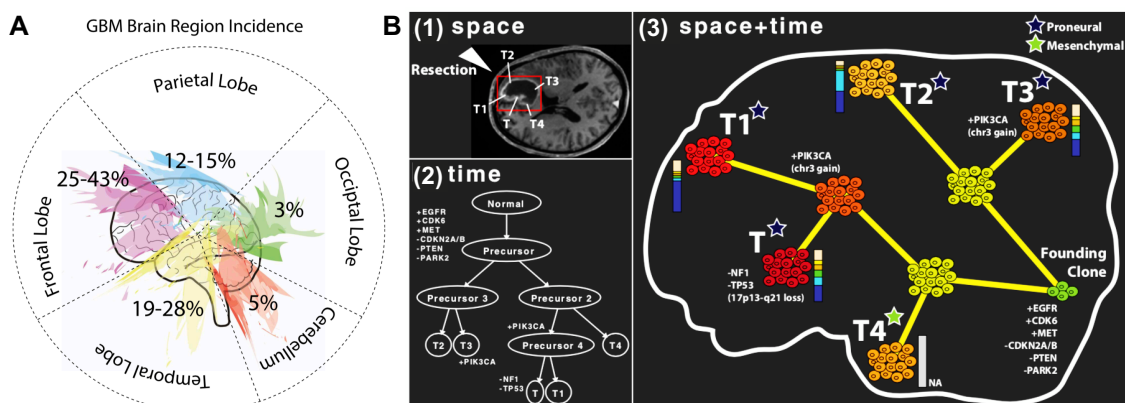 A
GBM Brain Region Incidence
Parietal Lobe
12-15%
25-43%
3%
Occiptal Lobe
Frontal Lobe
19-28%
5%
Cerebellum
Temporal Lobe
B
(1) space
Resection
T2
T3
T1
T
T4
(2) time
+EGFR
+CDK6
+MET
-CDKN2A/B
-PTEN
-PARK2
Normal
Precursor
Precursor 3
Precursor 2
+PIK3CA
T2
T3
Precursor 4
T4
+PIK3CA
-NF1
-TP53
T
T1
(3) space+time
Proneural
Mesenchymal
T1
T2
T3
+PIK3CA
(chr3 gain)
+PIK3CA
(chr3 gain)
T
-NF1
-TP53
(17p13-q21 loss)
Founding
Clone
T4
NA
+EGFR
+CDK6
+MET
-CDKN2A/B
-PTEN
-PARK2